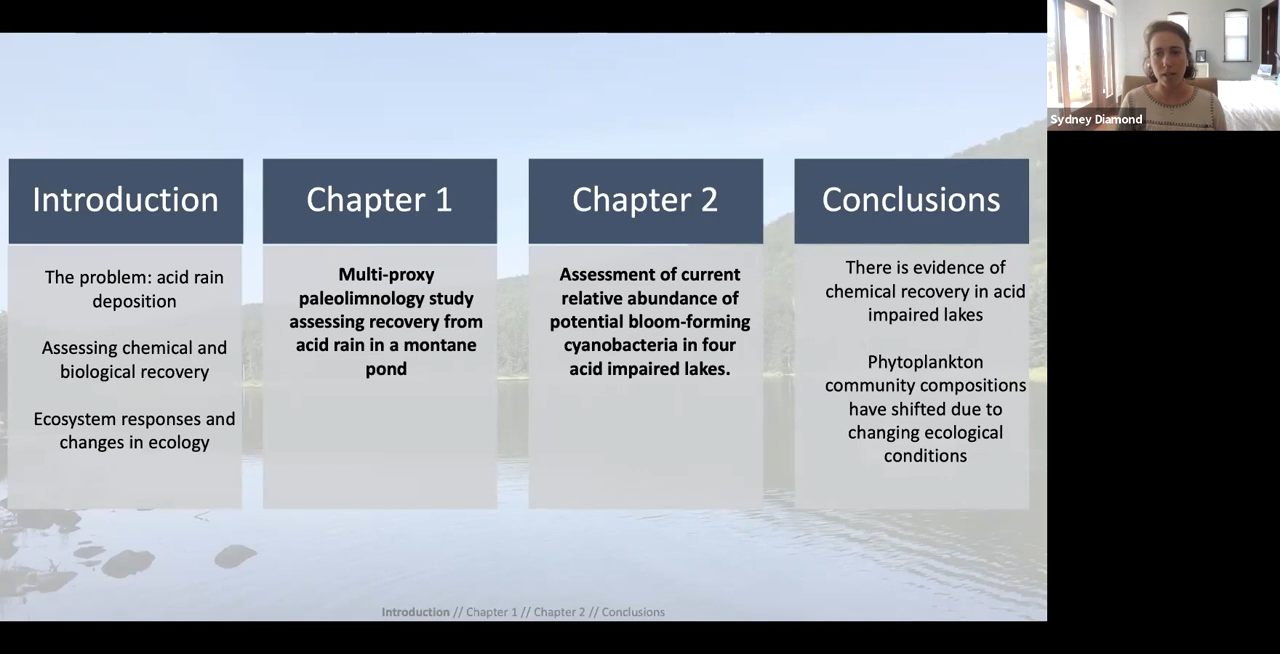 Sydney Diamond
Introduction
The problem: acid rain
deposition
Assessing chemical and
biological recovery
Ecosystem responses and
changes in ecology
Chapter 1
Multi-proxy
paleolimnology study
assessing recovery from
acid rain in a montane
pond
Chapter 2
Assessment of current
relative abundance of
potential bloom-forming
cyanobacteria in four
acid impaired lakes.
Conclusions
There is evidence of
chemical recovery in acid
impaired lakes
Phytoplankton
community compositions
have shifted due to
changing ecological
conditions
Introduction // Chapter 1 // Chapter 2 // Conclusions